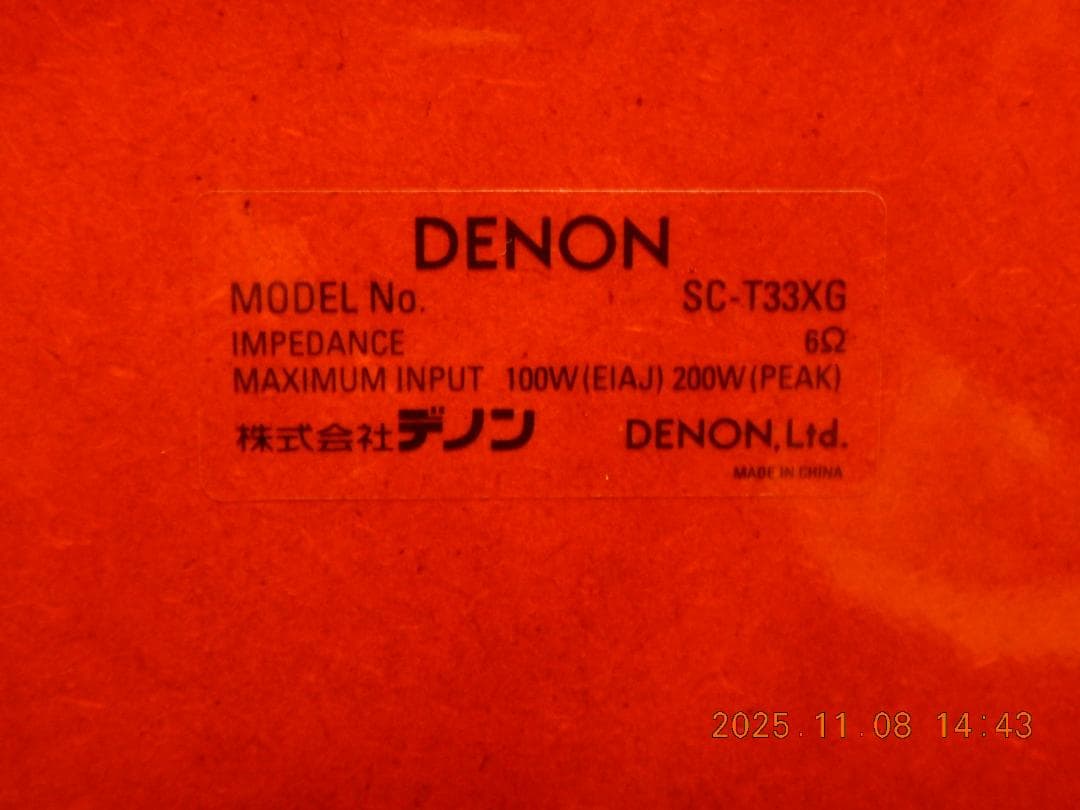 DENON
MODEL No. SC-T33XG
IMPEDANCE 6Ω
MAXIMUM INPUT 100W(EIAJ) 200W(PEAK)
株式会社デノン DENON,Ltd.
MADE IN CHINA
2025.11.08 14:43